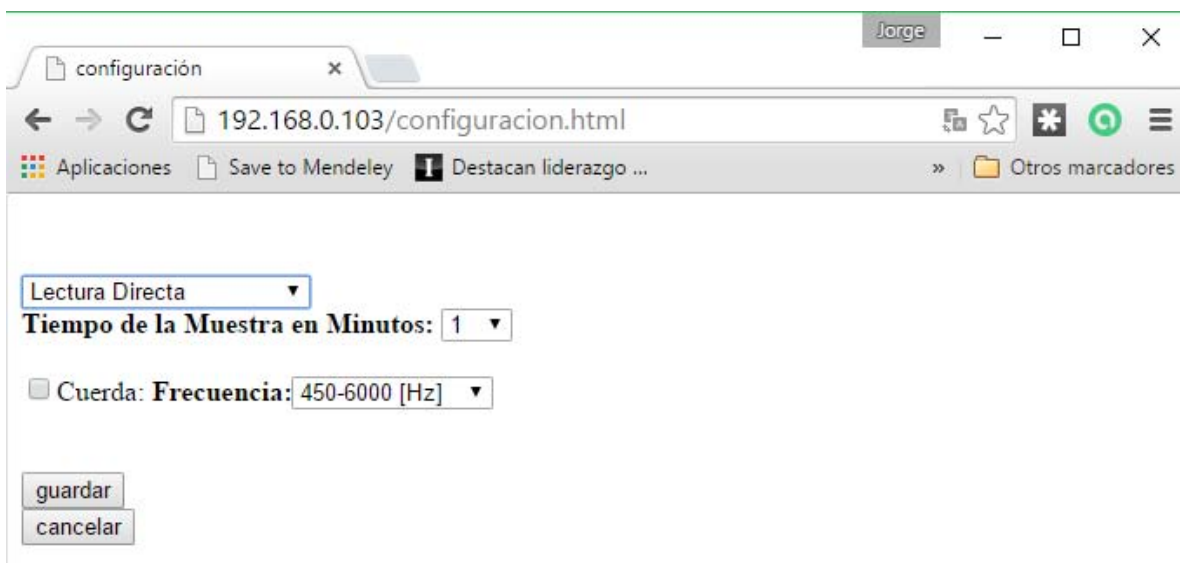 Jorge
configuración
192.168.0.103/configuracion.html
Aplicaciones Save to Mendeley I Destacan liderazgo ... » Otros marcadores
Lectura Directa
Tiempo de la Muestra en Minutos: 1
Cuerda: Frecuencia: 450-6000 [Hz]
guardar
cancelar